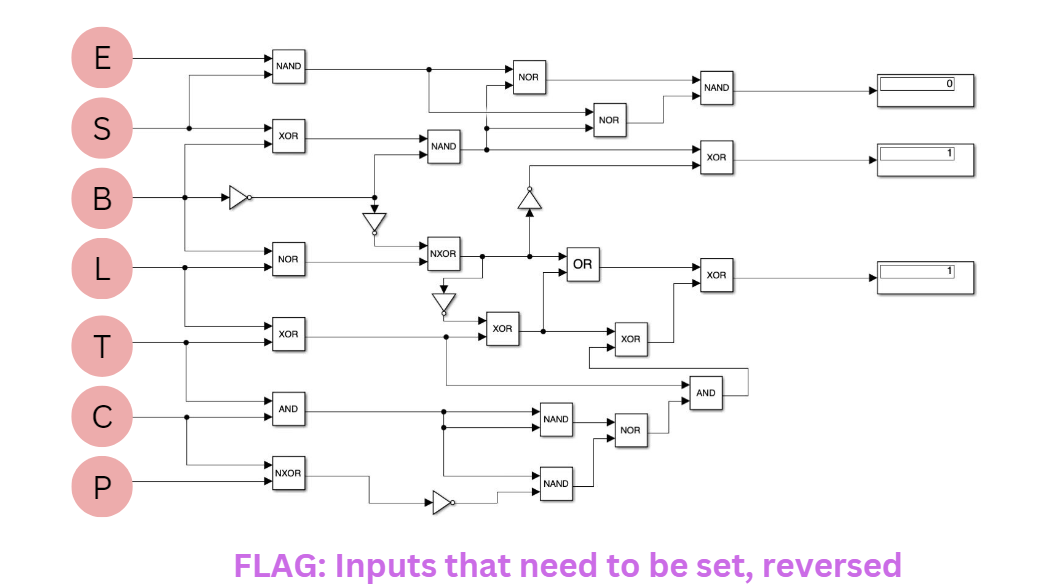 E
NAND
NOR
NAND
0
S
XOR
NOR
NAND
XOR
1
B
L
NOR
NXOR
OR
XOR
1
T
XOR
XOR
XOR
AND
C
AND
NAND
NOR
P
NXOR
NAND
FLAG: Inputs that need to be set, reversed